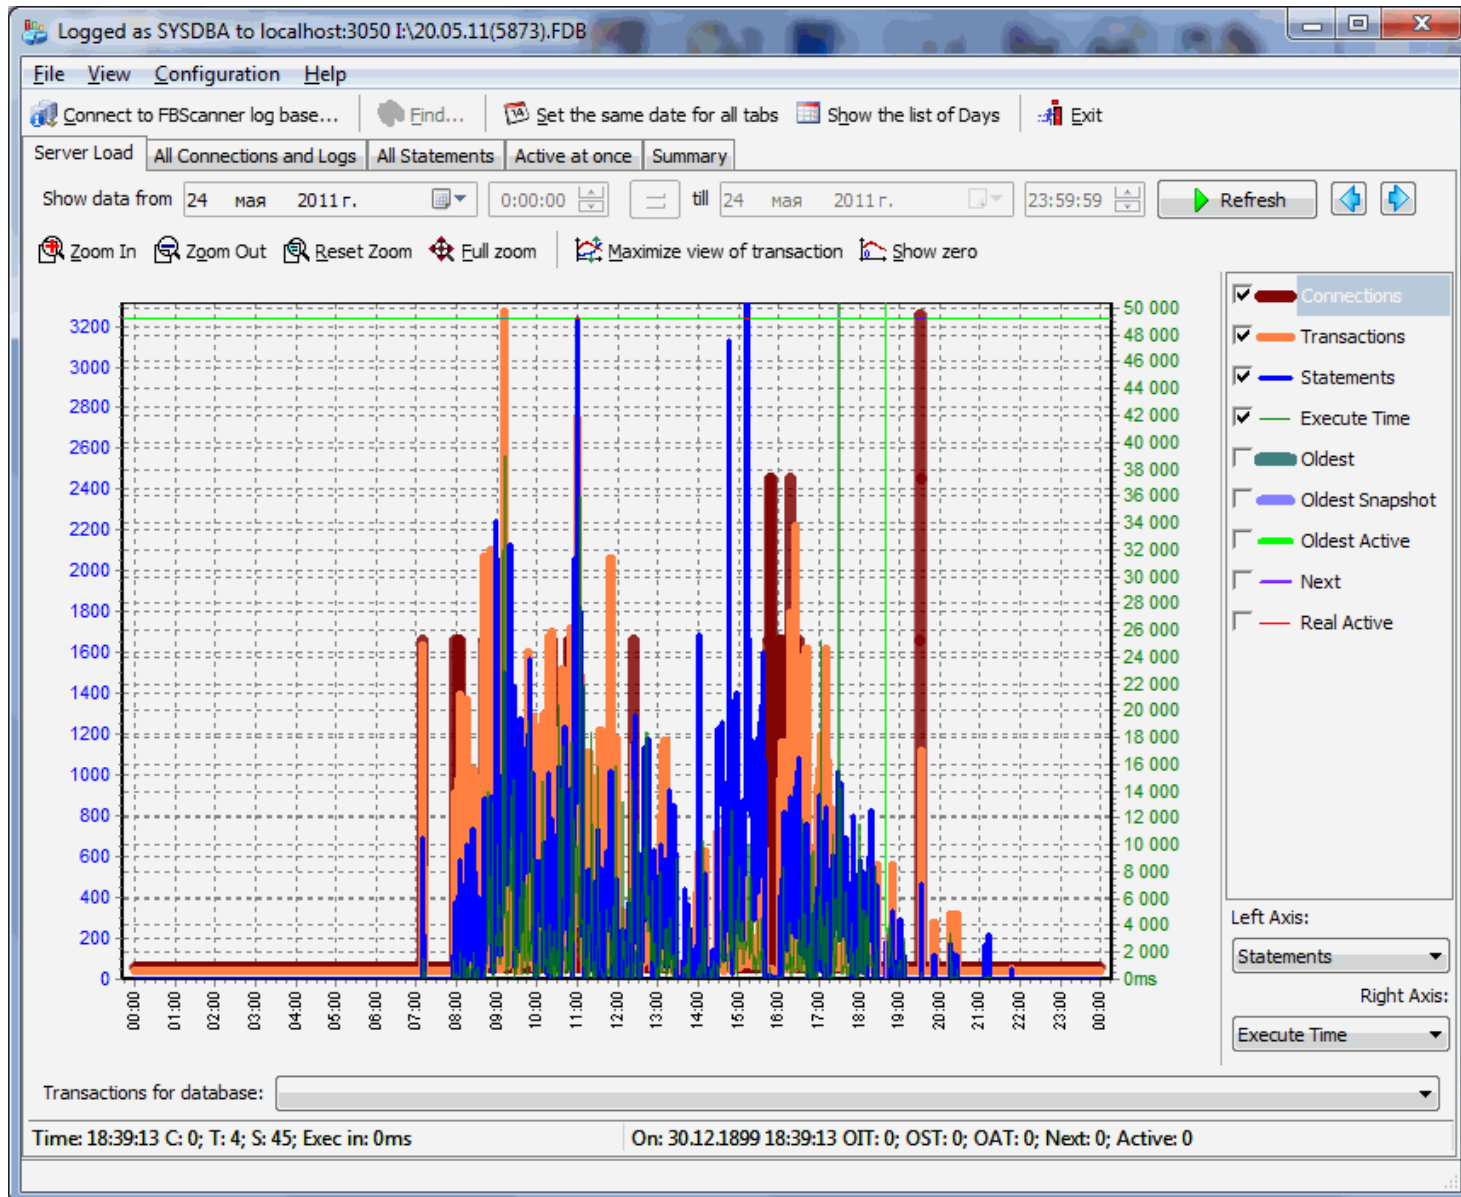 Logged as SYSDBA to localhost:3050 I:\20.05.11(5873).FDB
File View Configuration Help
Connect to FBScanner log base... Find... Set the same date for all tabs Show the list of Days Exit
Server Load All Connections and Logs All Statements Active at once Summary
Show data from 24 мая 2011 г. 0:00:00 till 24 мая 2011 г. 23:59:59 Refresh
Zoom In Zoom Out Reset Zoom Full zoom Maximize view of transaction Show zero
3200
3000
2800
2600
2400
2200
2000
1800
1600
1400
1200
1000
800
600
400
200
0
50 000
48 000
46 000
44 000
42 000
40 000
38 000
36 000
34 000
32 000
30 000
28 000
26 000
24 000
22 000
20 000
18 000
16 000
14 000
12 000
10 000
8 000
6 000
4 000
2 000
0ms
00:00 01:00 02:00 03:00 04:00 05:00 06:00 07:00 08:00 09:00 10:00 11:00 12:00 13:00 14:00 15:00 16:00 17:00 18:00 19:00 20:00 21:00 22:00 23:00 00:00
Connections
Transactions
Statements
Execute Time
Oldest
Oldest Snapshot
Oldest Active
Next
Real Active
Left Axis:
Statements
Right Axis:
Execute Time
Transactions for database:
Time: 18:39:13 C: 0; T: 4; S: 45; Exec in: 0ms On: 30.12.1899 18:39:13 OIT: 0; OST: 0; OAT: 0; Next: 0; Active: 0